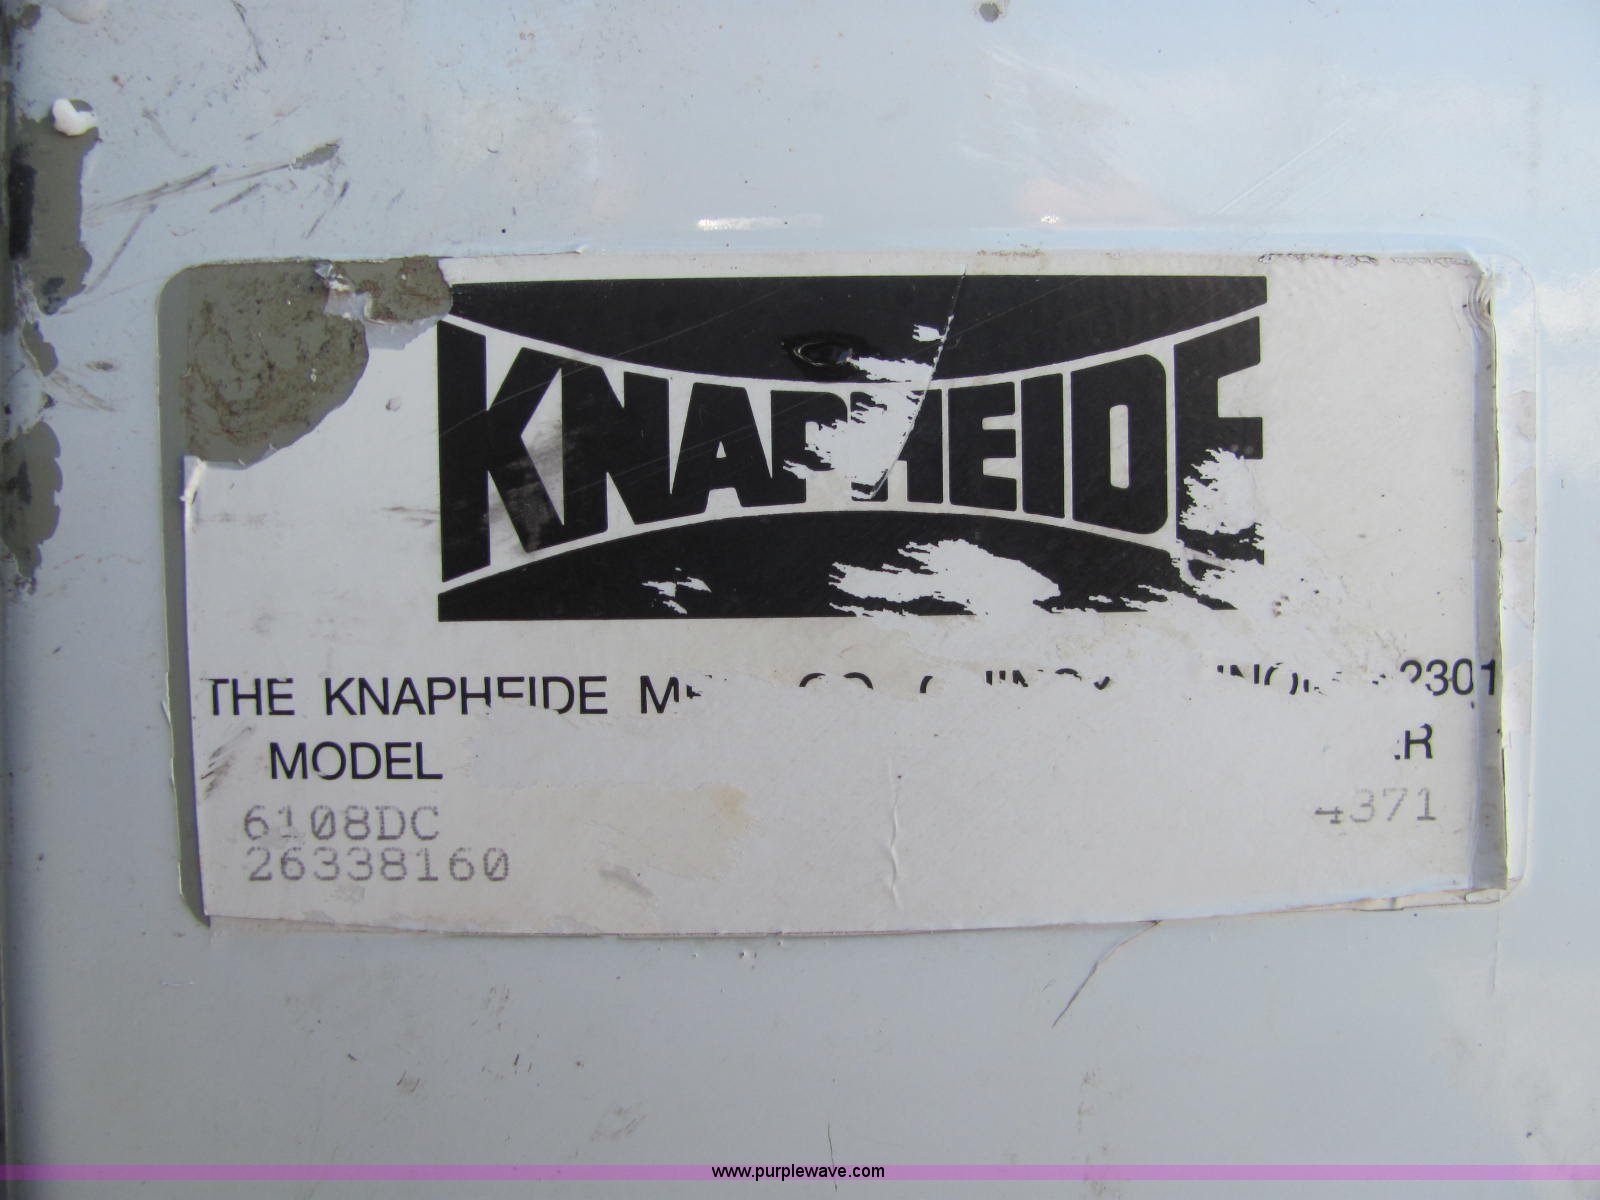 KNAPHEIDE
THE KNAPHEIDE
MODEL
6108DC 4371
26338160
www.purplewave.com